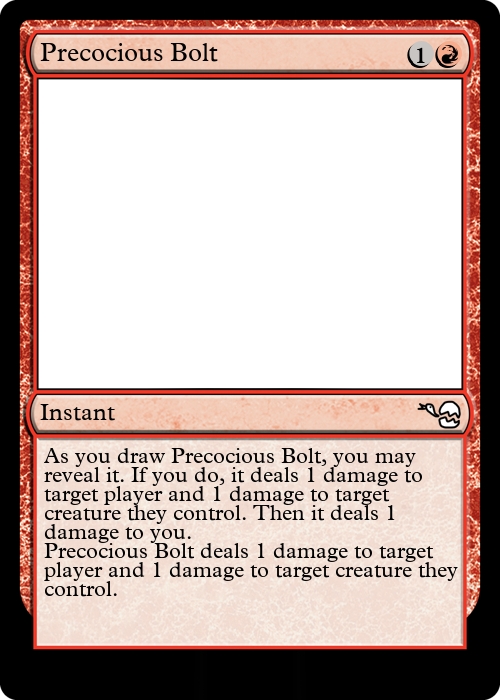 Precocious Bolt 1
Instant
As you draw Precocious Bolt, you may
reveal it. If you do, it deals 1 damage to
target player and 1 damage to target
creature they control. Then it deals 1
damage to you.
Precocious Bolt deals 1 damage to target
player and 1 damage to target creature they
control.